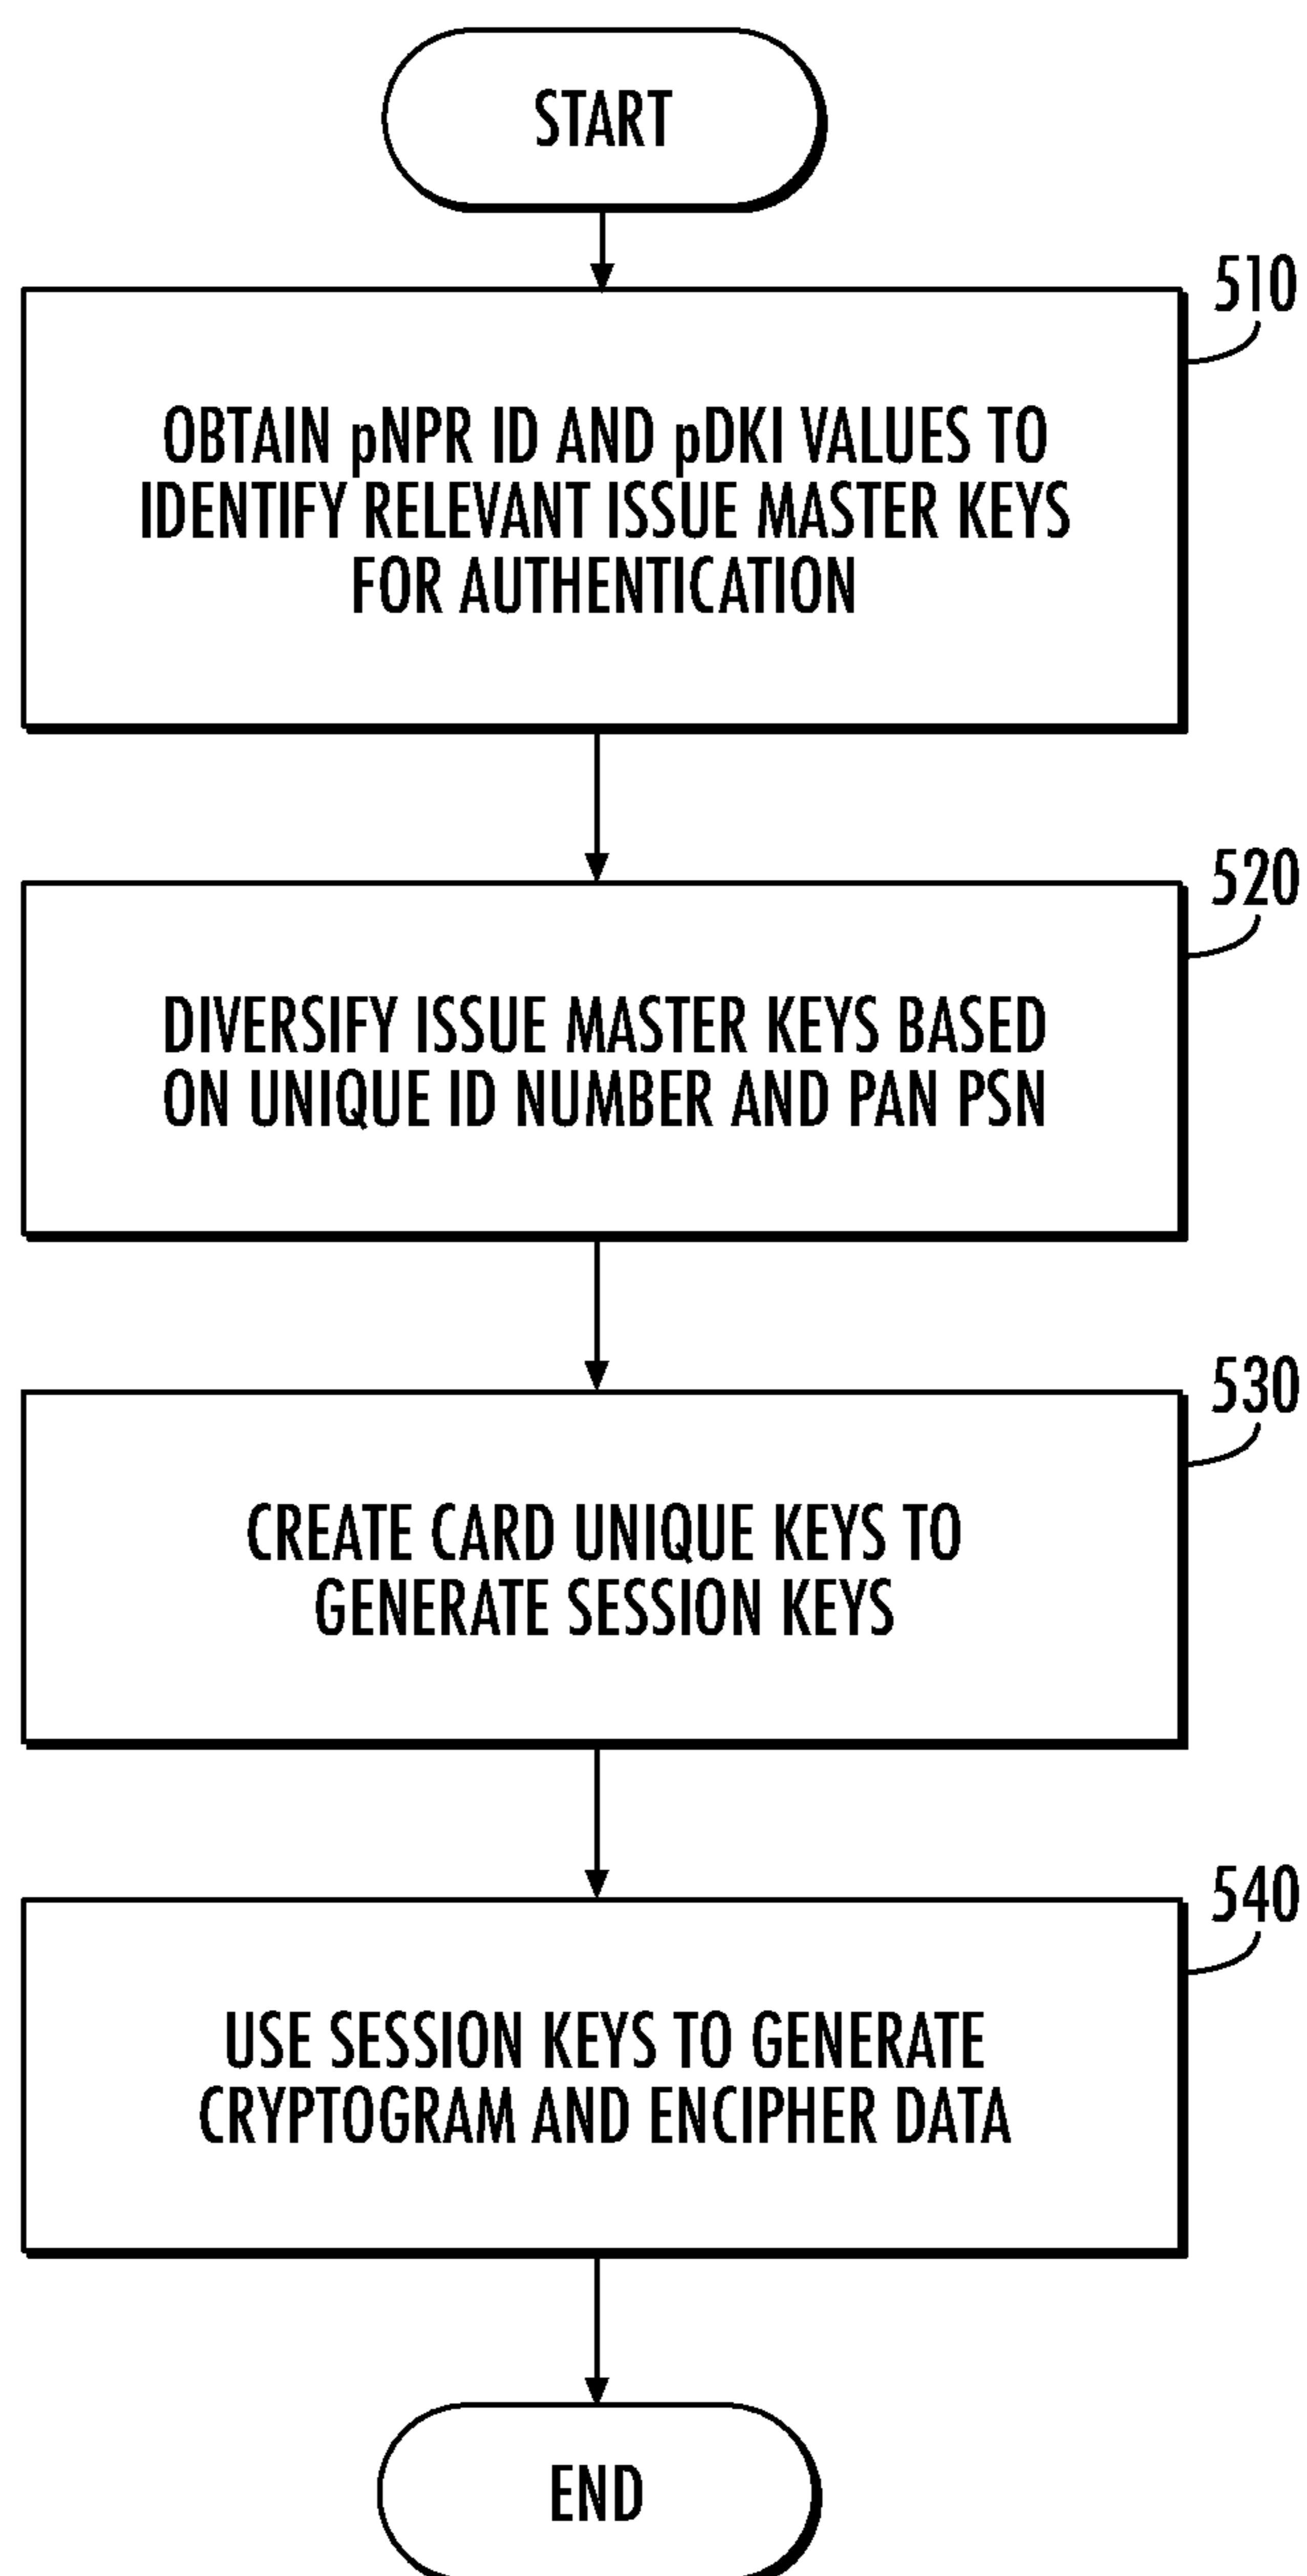 START
510
OBTAIN pNPR ID AND pDKI VALUES TO
IDENTIFY RELEVANT ISSUE MASTER KEYS
FOR AUTHENTICATION
520
DIVERSIFY ISSUE MASTER KEYS BASED
ON UNIQUE ID NUMBER AND PAN PSN
530
CREATE CARD UNIQUE KEYS TO
GENERATE SESSION KEYS
540
USE SESSION KEYS TO GENERATE
CRYPTOGRAM AND ENCIPHER DATA
END